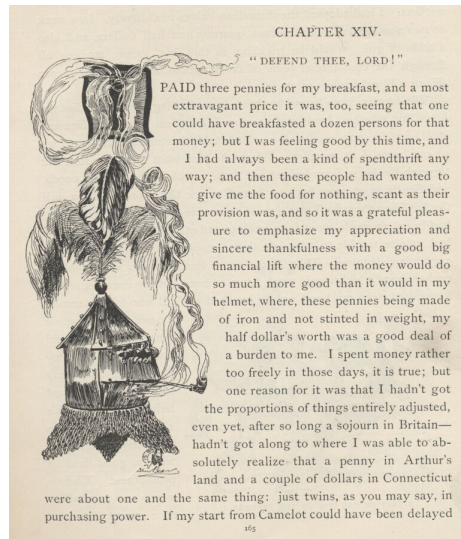 CHAPTER XIV.
"DEFEND THEE, LORD!"
I PAID three pennies for my breakfast, and a most
extravagant price it was, too, seeing that one
could have breakfasted a dozen persons for that
money; but I was feeling good by this time, and
I had always been a kind of spendthrift any
way; and then these people had wanted to
give me the food for nothing, scant as their
provision was, and so it was a grateful pleas-
ure to emphasize my appreciation and
sincere thankfulness with a good big
financial lift where the money would do
so much more good than it would in my
helmet, where, these pennies being made
of iron and not stinted in weight, my
half dollar's worth was a good deal of
a burden to me. I spent money rather
too freely in those days, it is true; but
one reason for it was that I hadn't got
the proportions of things entirely adjusted,
even yet, after so long a sojourn in Britain—
hadn't got along to where I was able to ab-
solutely realize that a penny in Arthur's
land and a couple of dollars in Connecticut
were about one and the same thing: just twins, as you may say, in
purchasing power. If my start from Camelot could have been delayed
165